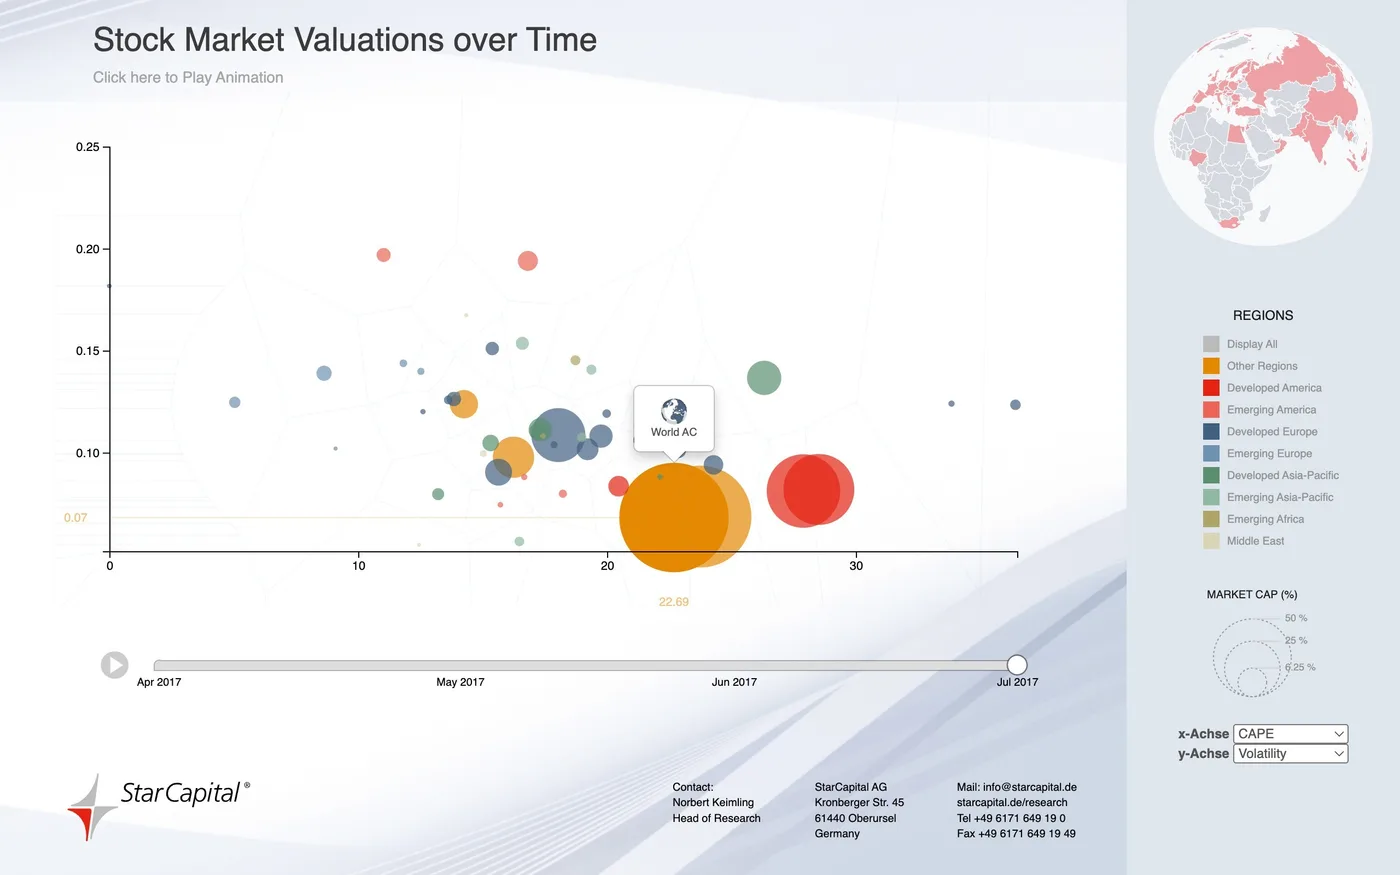 Stock Market Valuations over Time
Click here to Play Animation
0.25
0.20
0.15
0.10
0.07
0
10
20
30
22.69
World AC
Apr 2017
May 2017
Jun 2017
Jul 2017
StarCapital ®
Contact:
Norbert Keimling
Head of Research
StarCapital AG
Kronberger Str. 45
61440 Oberursel
Germany
Mail: info@starcapital.de
starcapital.de/research
Tel +49 6171 649 19 0
Fax +49 6171 649 19 49
REGIONS
Display All
Other Regions
Developed America
Emerging America
Developed Europe
Emerging Europe
Developed Asia-Pacific
Emerging Asia-Pacific
Emerging Africa
Middle East
MARKET CAP (%)
50 %
25 %
6.25 %
x-Achse CAPE
y-Achse Volatility